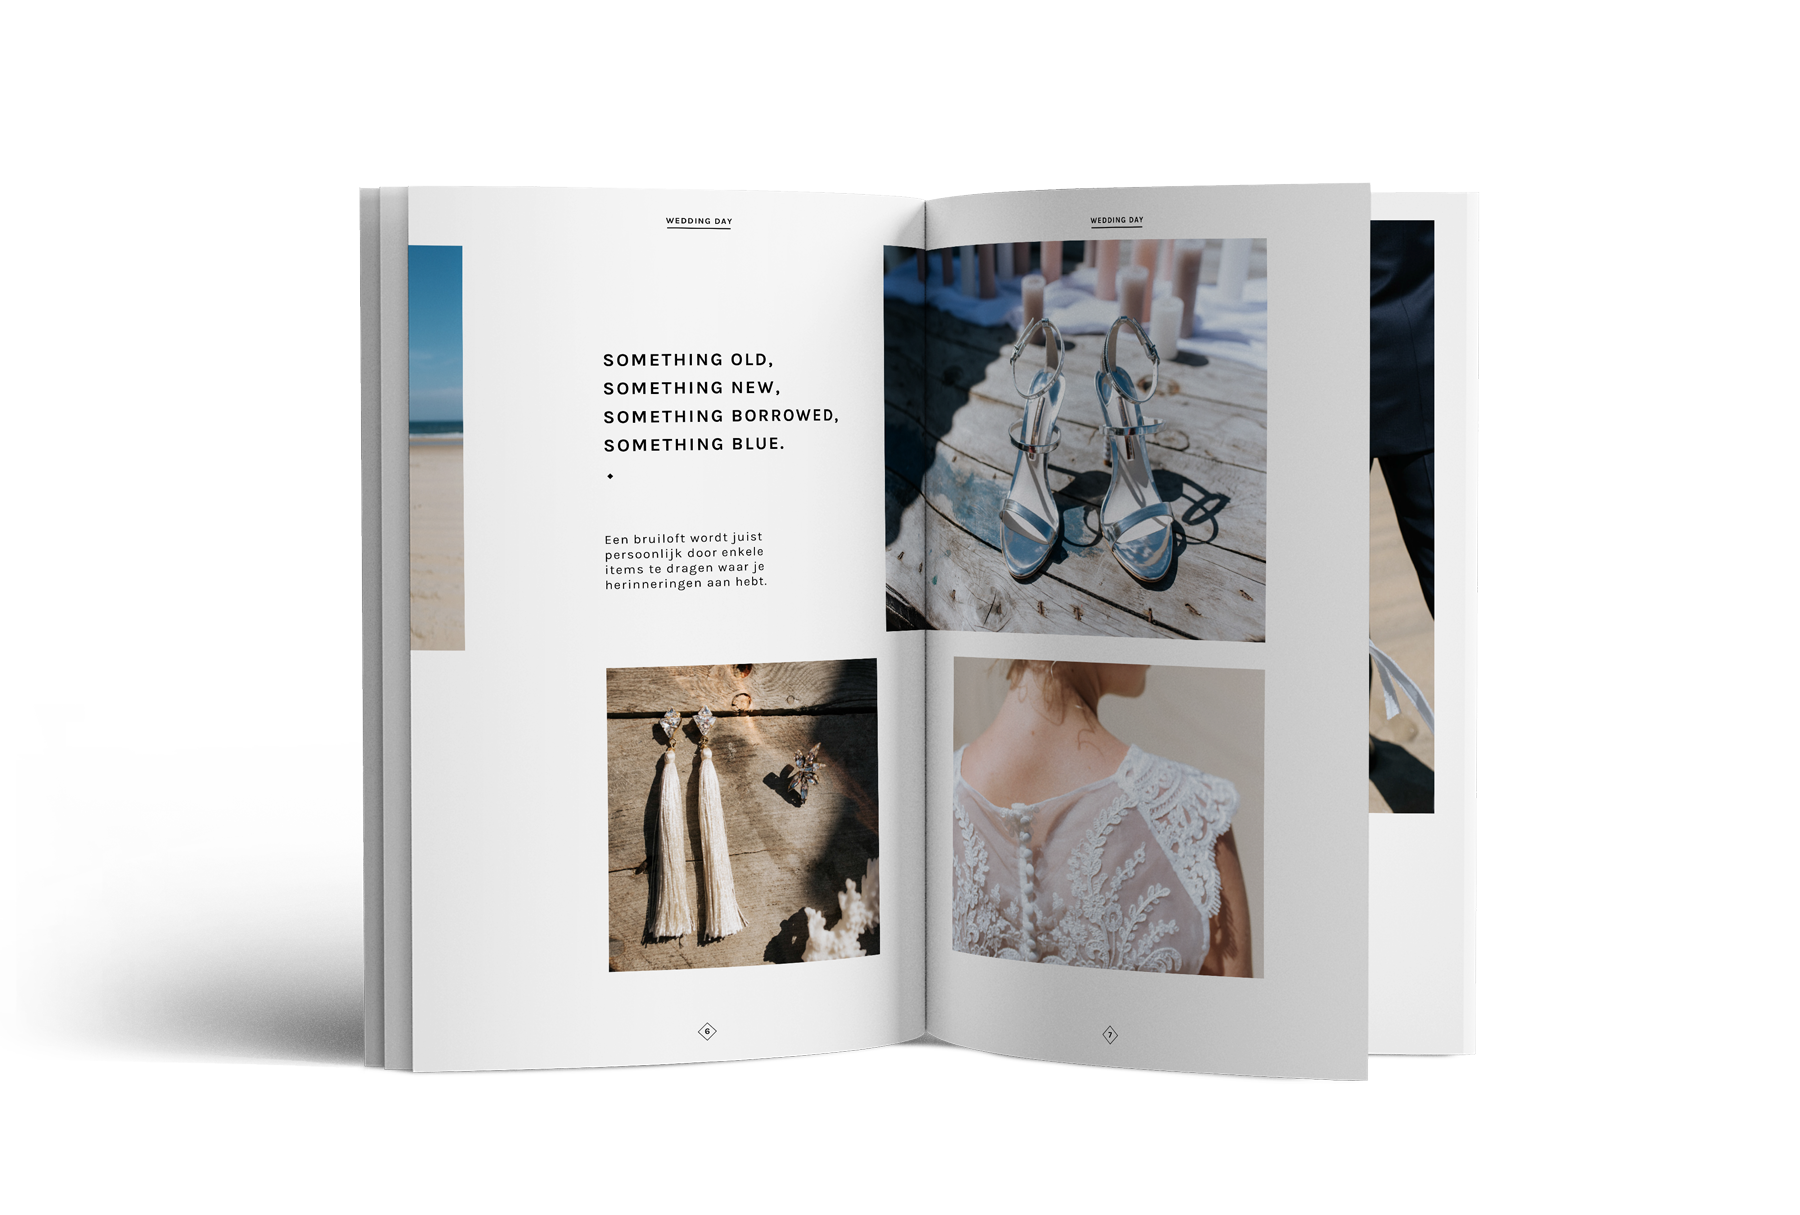 WEDDING DAY
SOMETHING OLD,
SOMETHING NEW,
SOMETHING BORROWED,
SOMETHING BLUE.
Een bruiloft wordt juist
persoonlijk door enkele
items te dragen waar je
herinneringen aan hebt.
6
WEDDING DAY
7